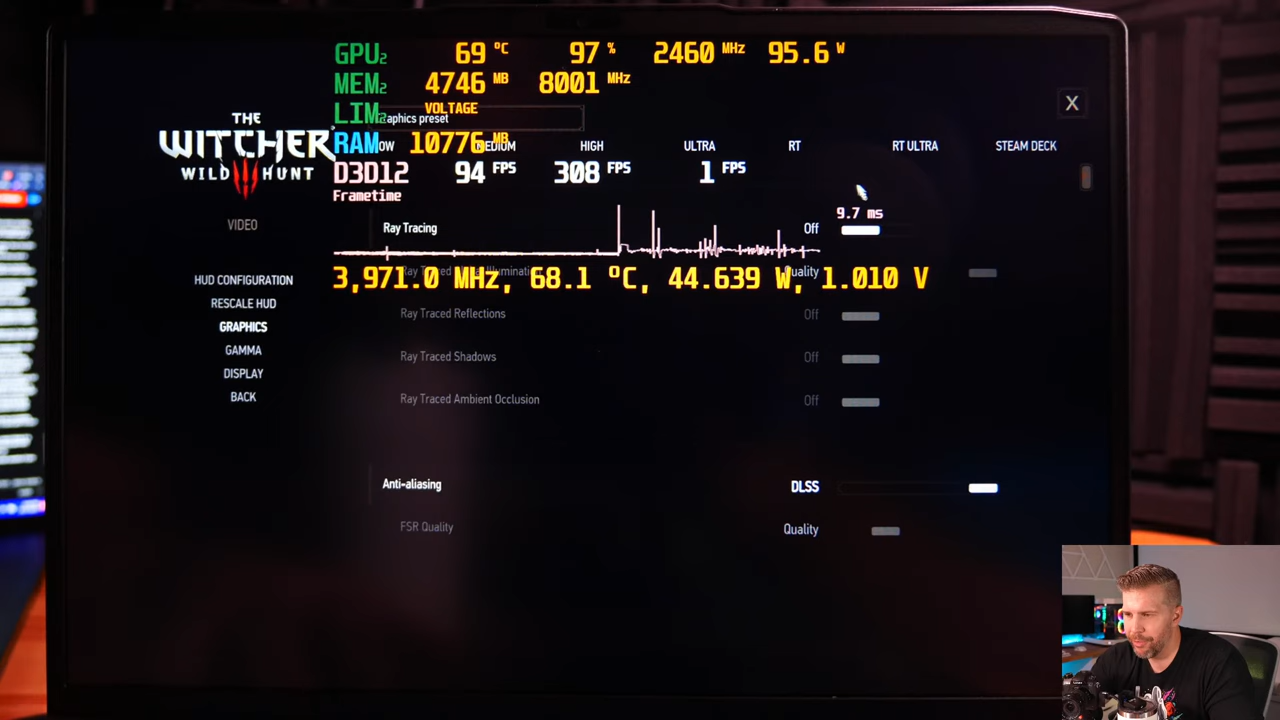 GPU2 69 °C 97 % 2460 MHz 95.6 W
MEM2 4746 MB 8001 MHz
LIM2 VOLTAGE
aphics preset
X
RAM 10776 MB
OW MEDIUM HIGH ULTRA RT RT ULTRA STEAM DECK
THE
WITCHER
WILD HUNT
D3D12 94 FPS 308 FPS 1 FPS
Frametime
9.7 ms
VIDEO
HUD CONFIGURATION
RESCALE HUD
GRAPHICS
GAMMA
DISPLAY
BACK
Ray Tracing Off
3,971.0 MHz, 68.1 °C, 44.639 W, 1.010 V
Ray Traced Reflections Off
Ray Traced Shadows Off
Ray Traced Ambient Occlusion Off
Anti-aliasing DLSS
FSR Quality Quality